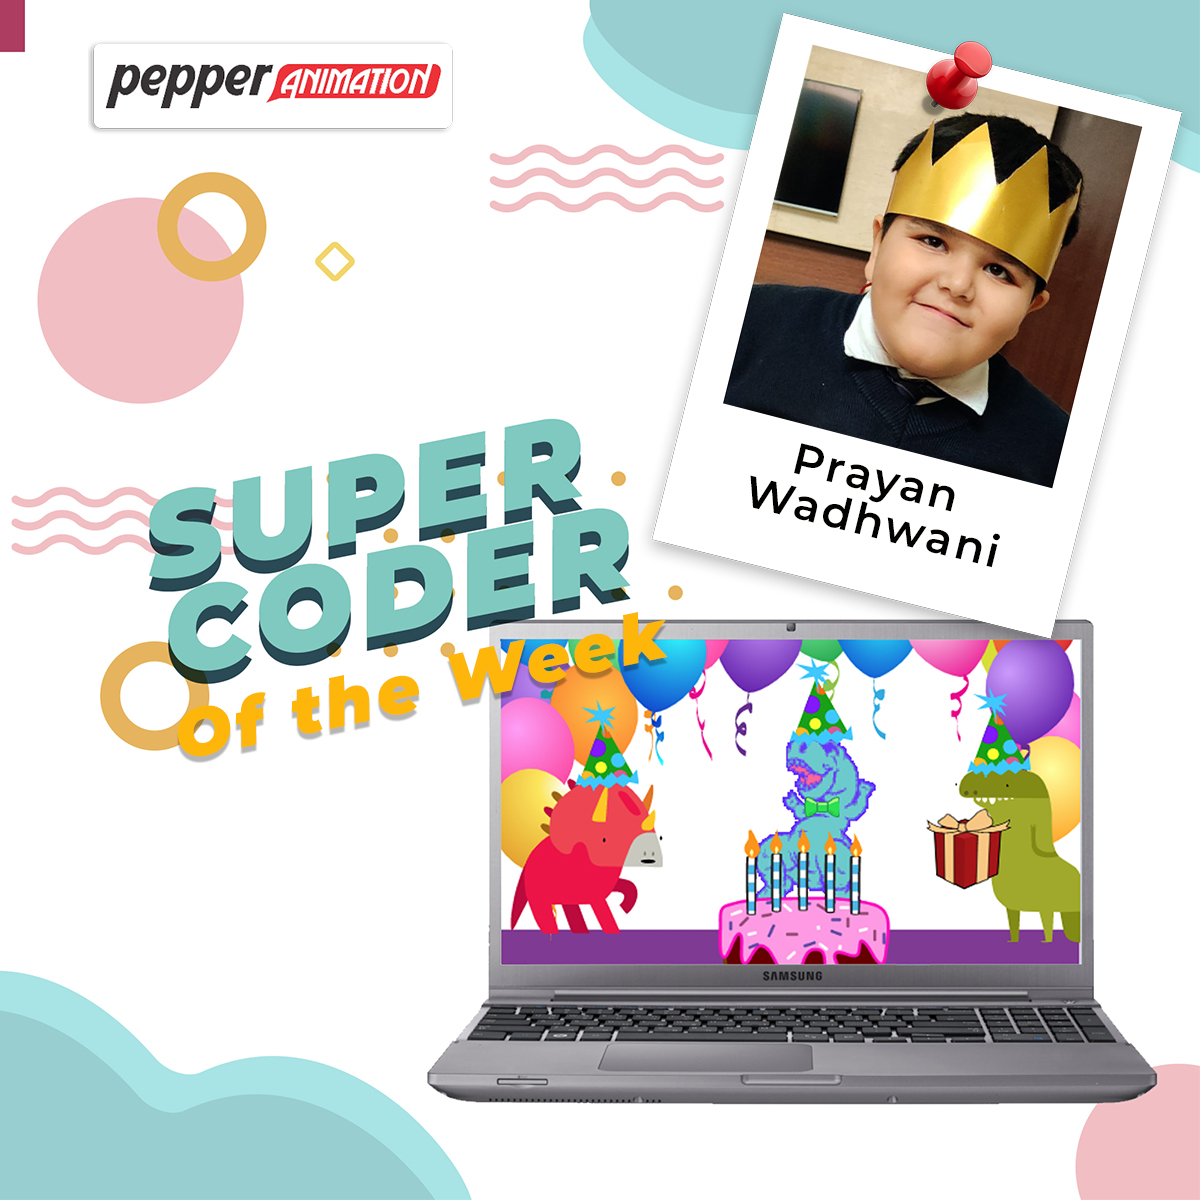 pepper ANIMATION
Prayan
Wadhwani
SUPER
CODER
Of the Week
SAMSUNG